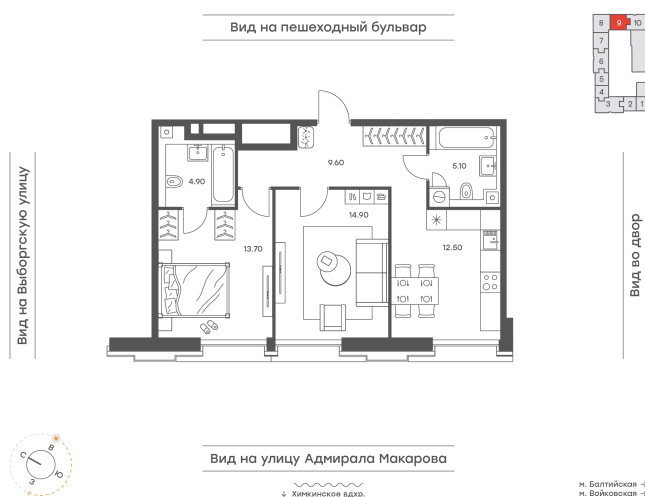 Вид на пешеходный бульвар
8 9 10
7
6
5
4
3 2 1
Вид на Выборгскую улицу
Вид во двор
9.60
5.10
4.90
14.90
13.70
12.50
С В Ю З
Вид на улицу Адмирала Макарова
↓ Химкинское вдхр.
м. Балтийская
м. Войковская